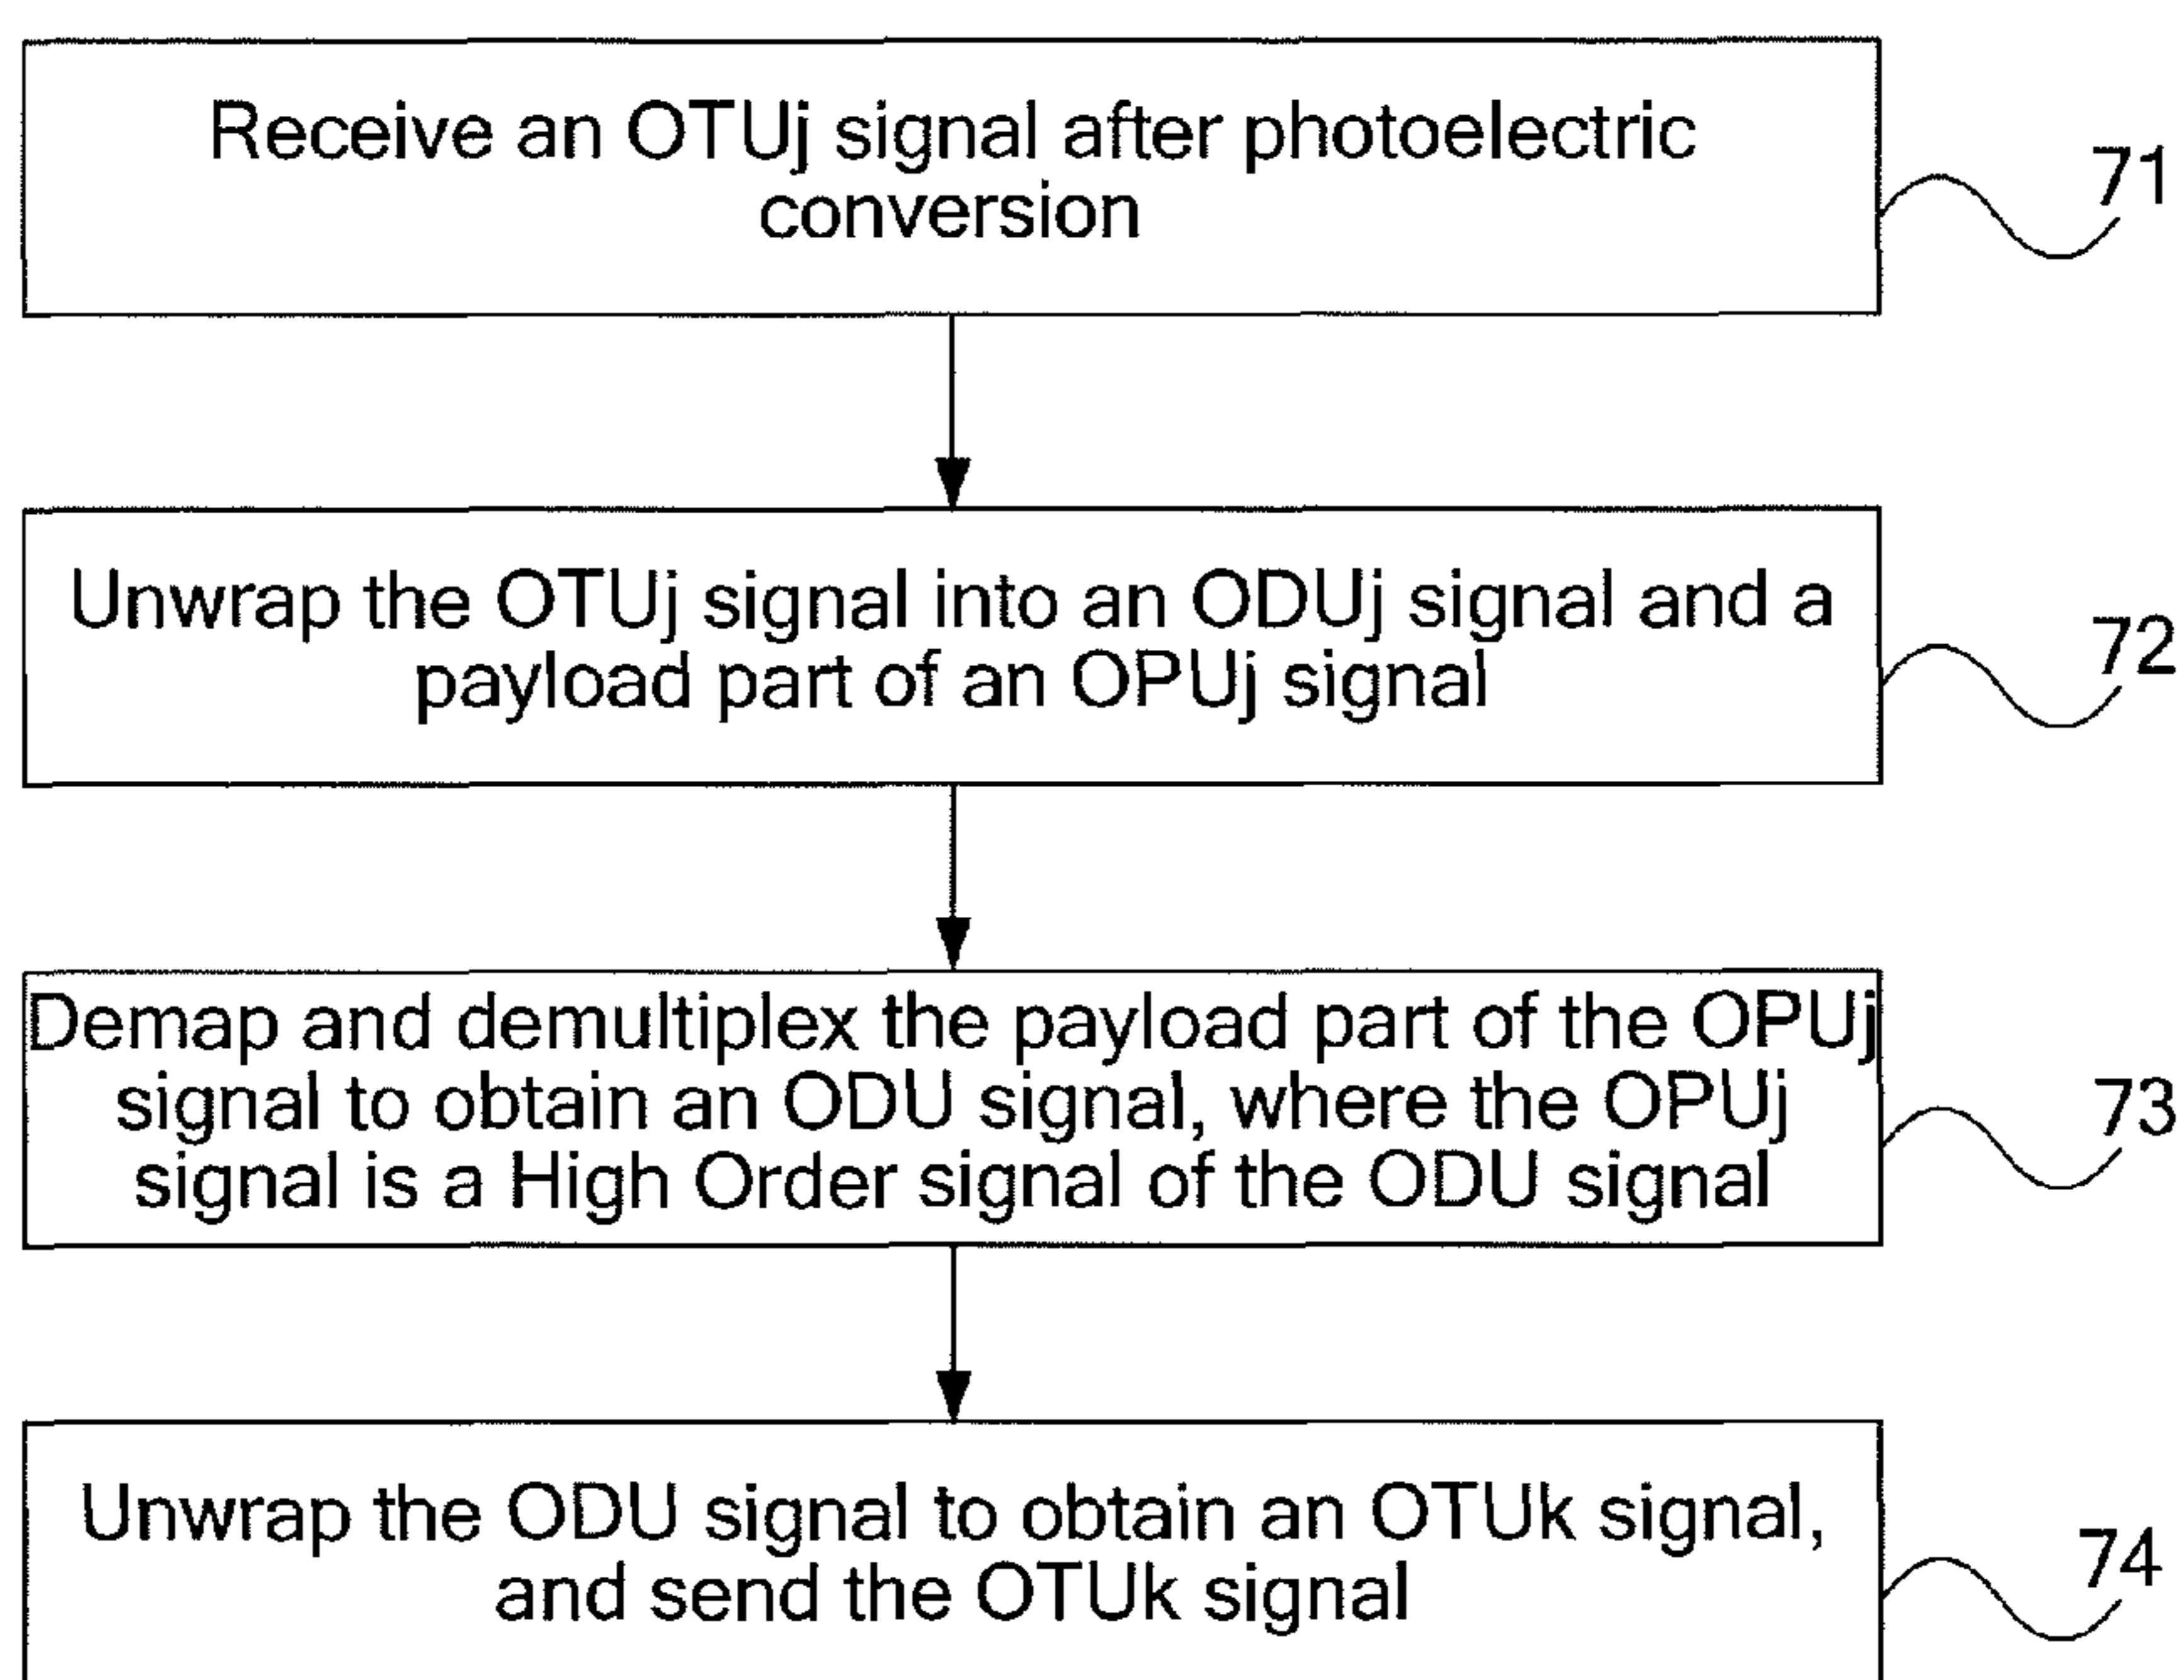 Receive an OTUj signal after photoelectric
conversion
71
Unwrap the OTUj signal into an ODUj signal and a
payload part of an OPUj signal
72
Demap and demultiplex the payload part of the OPUj
signal to obtain an ODU signal, where the OPUj
signal is a High Order signal of the ODU signal
73
Unwrap the ODU signal to obtain an OTUk signal,
and send the OTUk signal
74